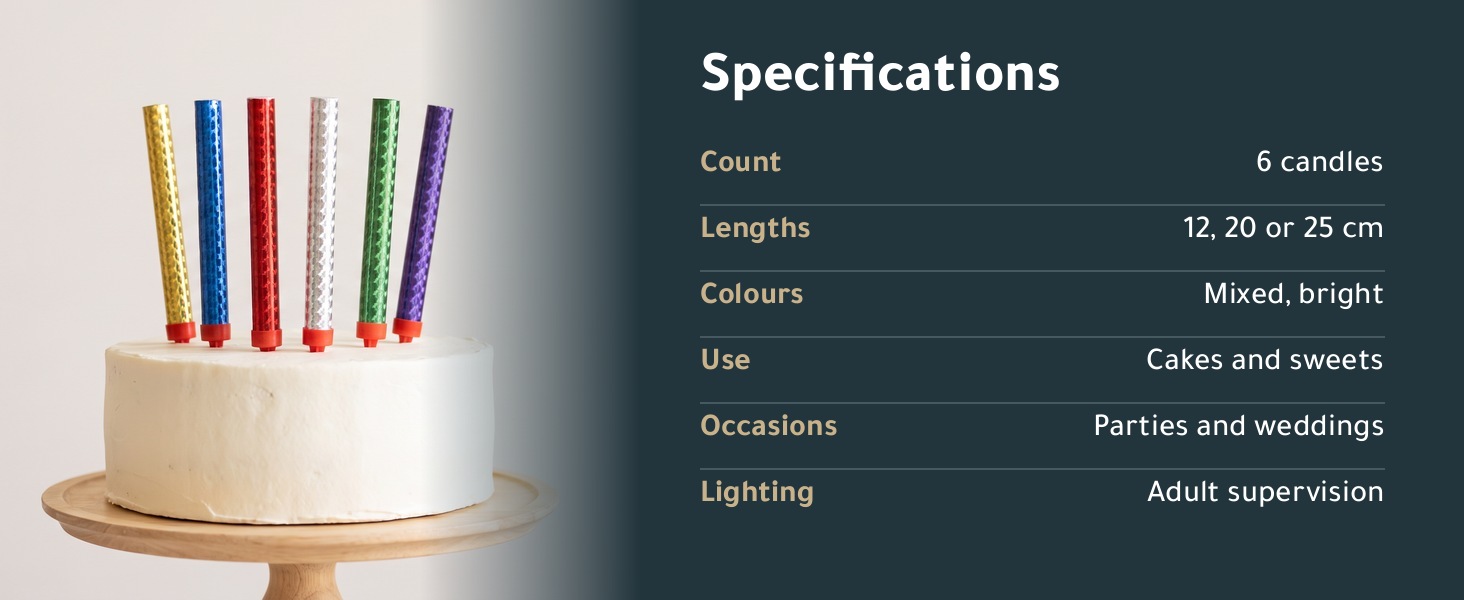 Specifications
Count 6 candles
Lengths 12, 20 or 25 cm
Colours Mixed, bright
Use Cakes and sweets
Occasions Parties and weddings
Lighting Adult supervision